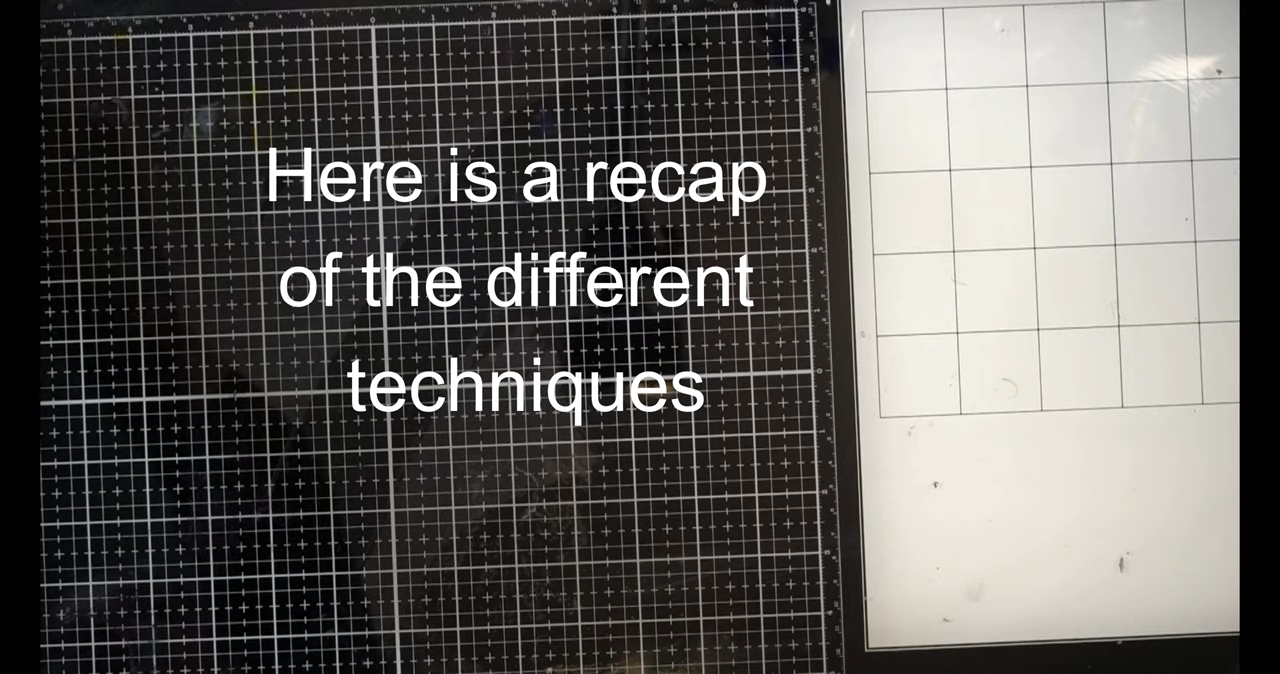 Here is a recap
of the different
techniques